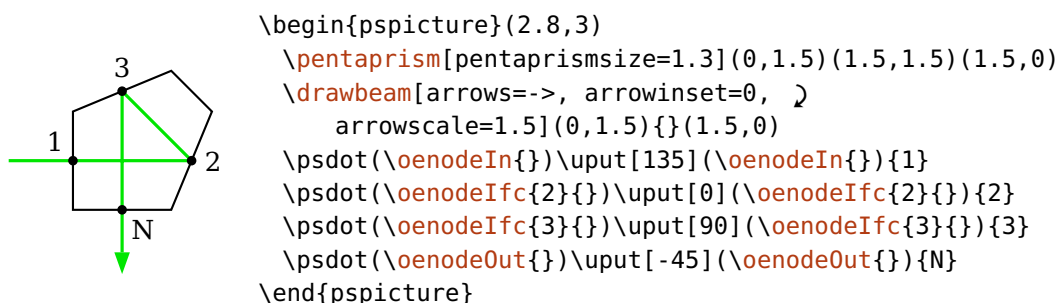 3
1
2
N
\begin{pspicture}(2.8,3)
\pentaprism[pentaprismsize=1.3](0,1.5)(1.5,1.5)(1.5,0)
\drawbeam[arrows=->, arrowinset=0,
arrowscale=1.5](0,1.5){}(1.5,0)
\psdot(\oenodeIn{})\uput[135](\oenodeIn{}){1}
\psdot(\oenodeIfc{2}{})\uput[0](\oenodeIfc{2}{}){2}
\psdot(\oenodeIfc{3}{})\uput[90](\oenodeIfc{3}{}){3}
\psdot(\oenodeOut{})\uput[-45](\oenodeOut{}){N}
\end{pspicture}